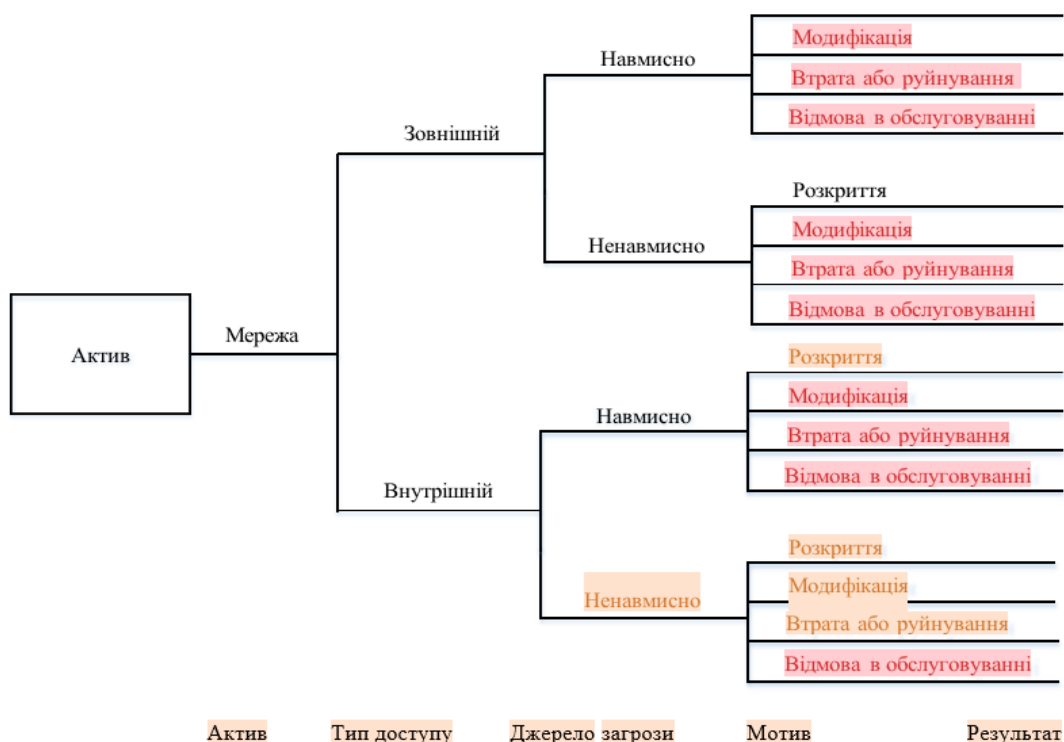 Модифікація
Навмисно
Втрата або руйнування
Відмова в обслуговуванні
Зовнішній
Розкриття
Модифікація
Ненавмисно
Втрата або руйнування
Відмова в обслуговуванні
Актив
Мережа
Розкриття
Модифікація
Навмисно
Втрата або руйнування
Відмова в обслуговуванні
Внутрішній
Розкриття
Модифікація
Ненавмисно
Втрата або руйнування
Відмова в обслуговуванні
Актив Тип доступу Джерело загрози Мотив Результат